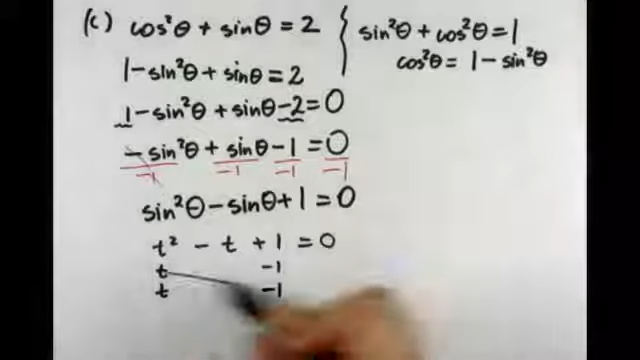 (c) cos²θ + sinθ = 2
sin²θ + cos²θ = 1
cos²θ = 1 - sin²θ
1 - sin²θ + sinθ = 2
1 - sin²θ + sinθ - 2 = 0
- sin²θ + sinθ - 1 = 0
-1 -1 -1 -1
sin²θ - sinθ + 1 = 0
t² - t + 1 = 0
t -1
t -1